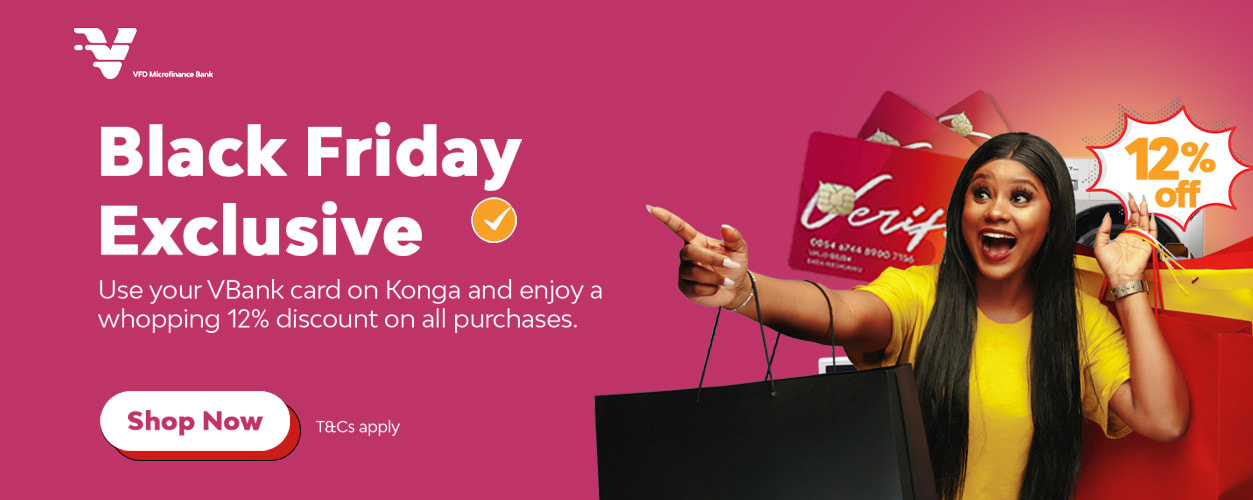 VFD Microfinance Bank
Black Friday
Exclusive
Use your VBank card on Konga and enjoy a
whopping 12% discount on all purchases.
Shop Now
T&Cs apply
12%
off